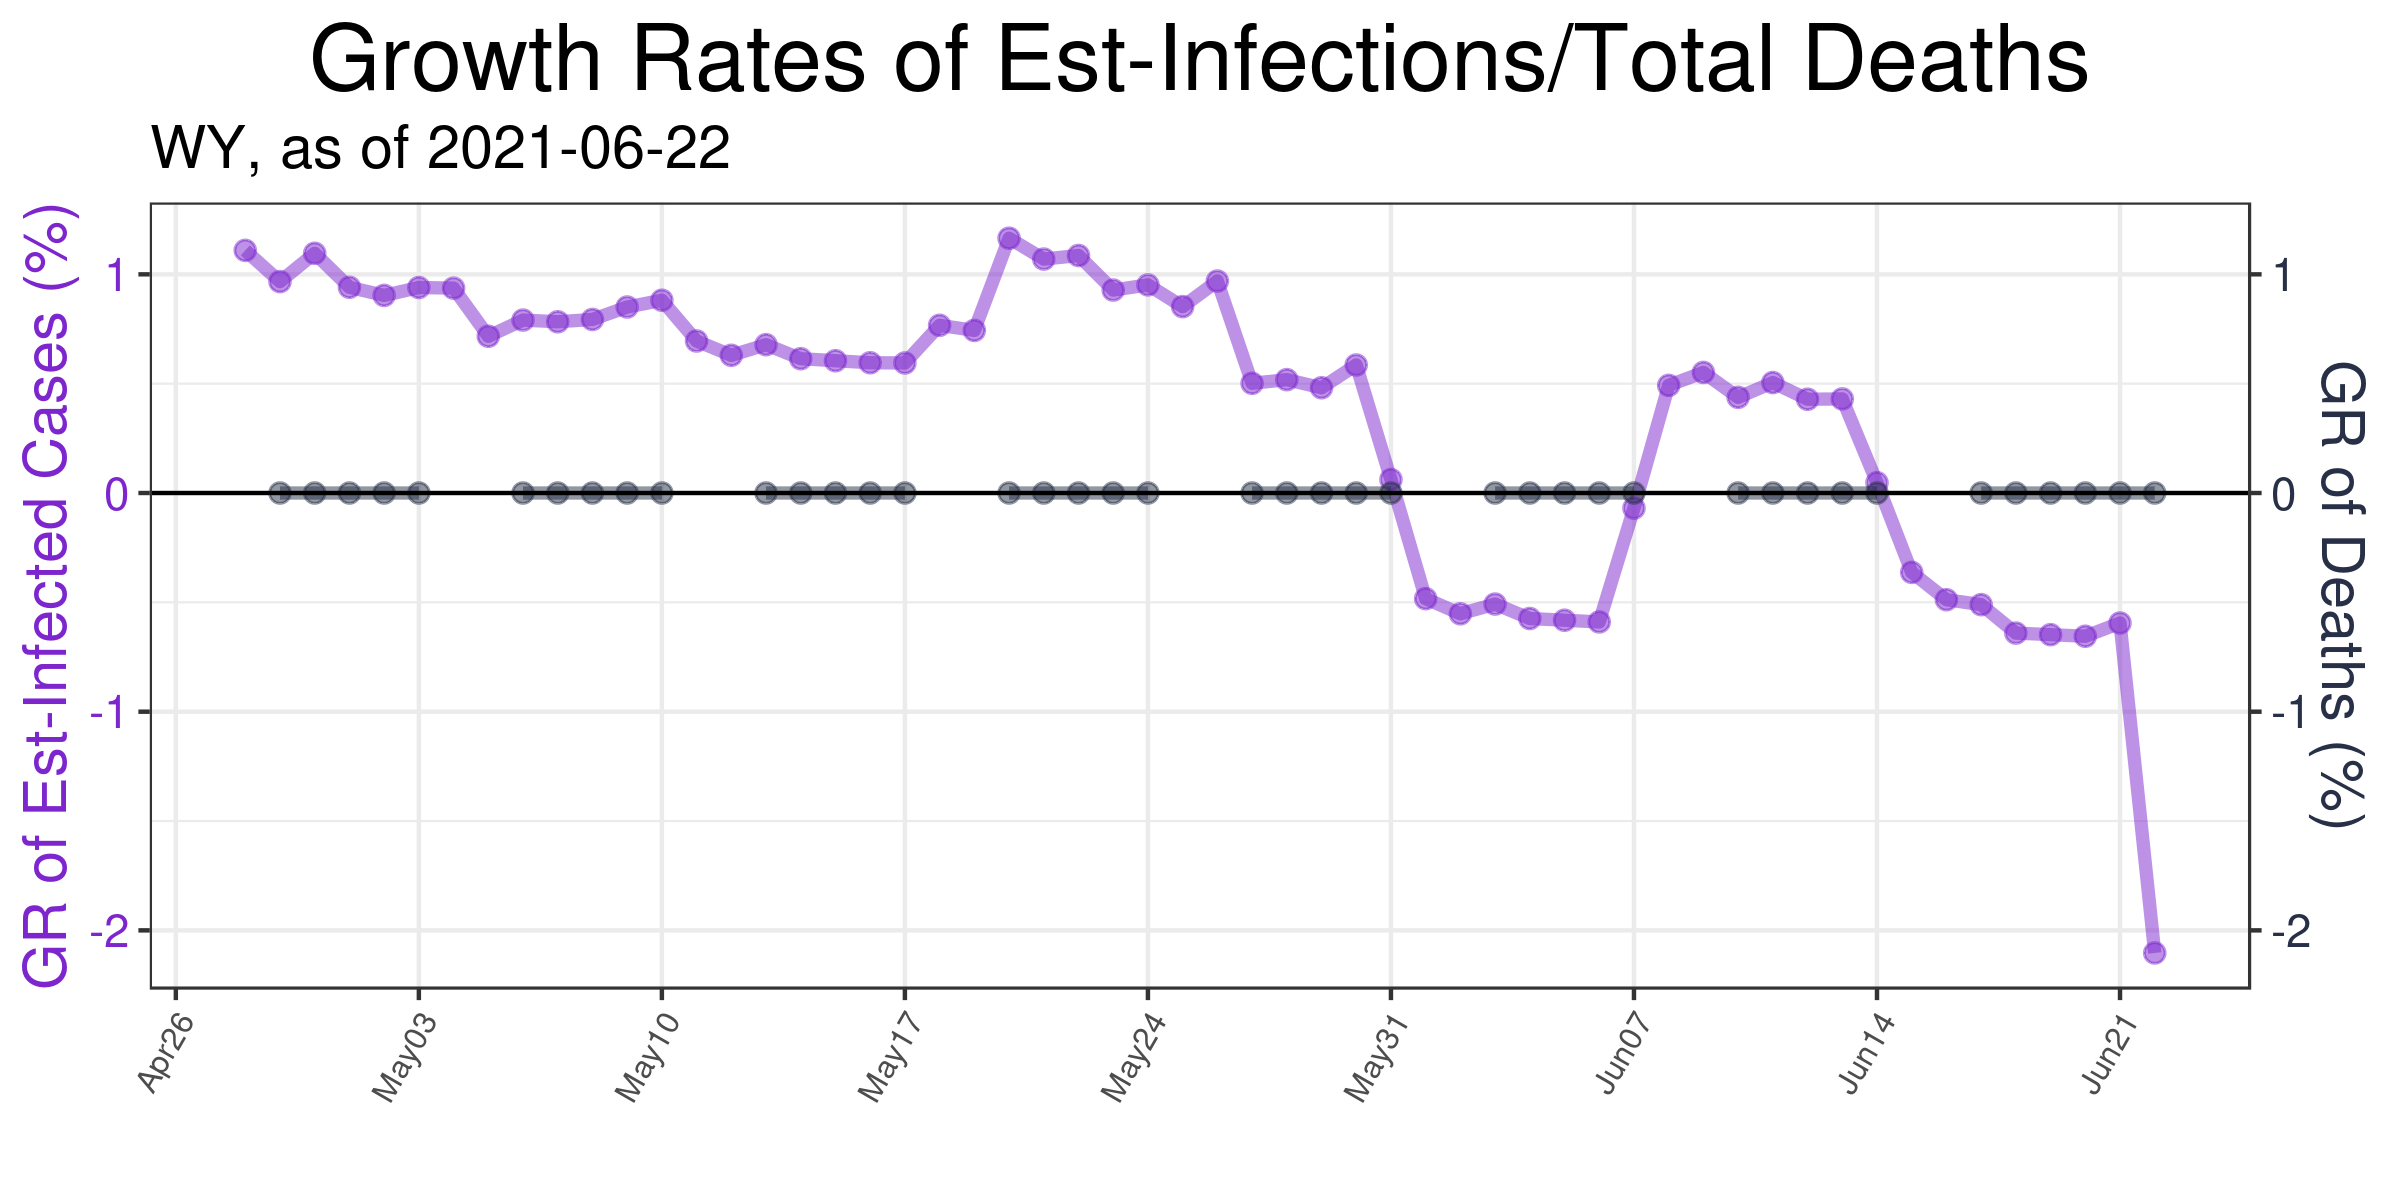 Growth Rates of Est-Infections/Total Deaths
WY, as of 2021-06-22
GR of Est-Infected Cases (%)
1
0
-1
-2
1
0
-1
-2
GR of Deaths (%)
Apr26
May03
May10
May17
May24
May31
Jun07
Jun14
Jun21